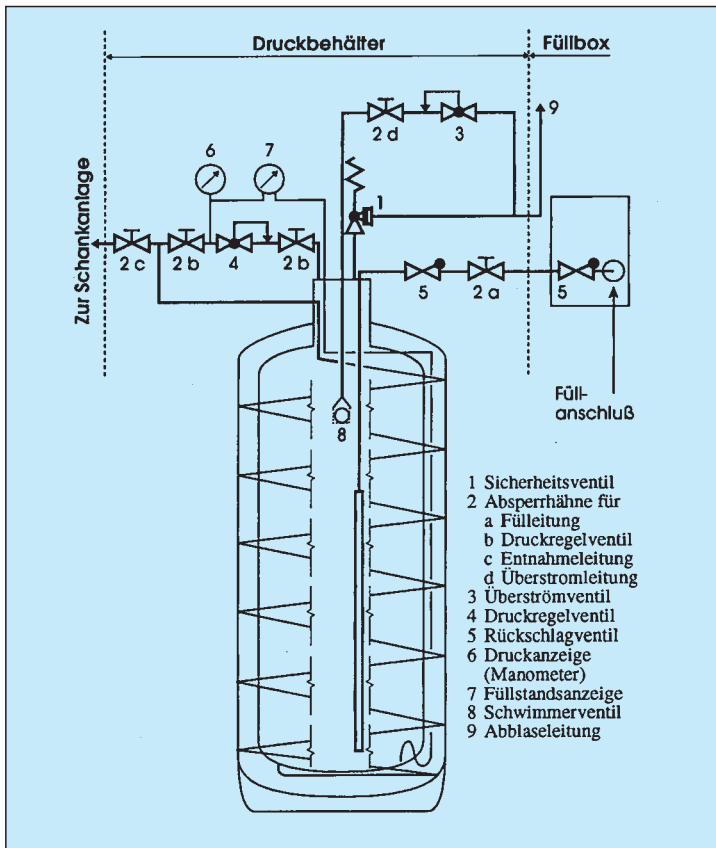 Druckbehälter Füllbox
9
2 d 3
6 7
1
Zur Schankantage
2 c 2 b 4 2 b
5 2 a 5
Füll-
anschluß
8
1 Sicherheitsventil
2 Absperrhähne für
a Fülleitung
b Druckregelventil
c Entnahmeleitung
d Überstromleitung
3 Überströmventil
4 Druckregelventil
5 Rückschlagventil
6 Druckanzeige
(Manometer)
7 Füllstandsanzeige
8 Schwimmerventil
9 Abblaseleitung